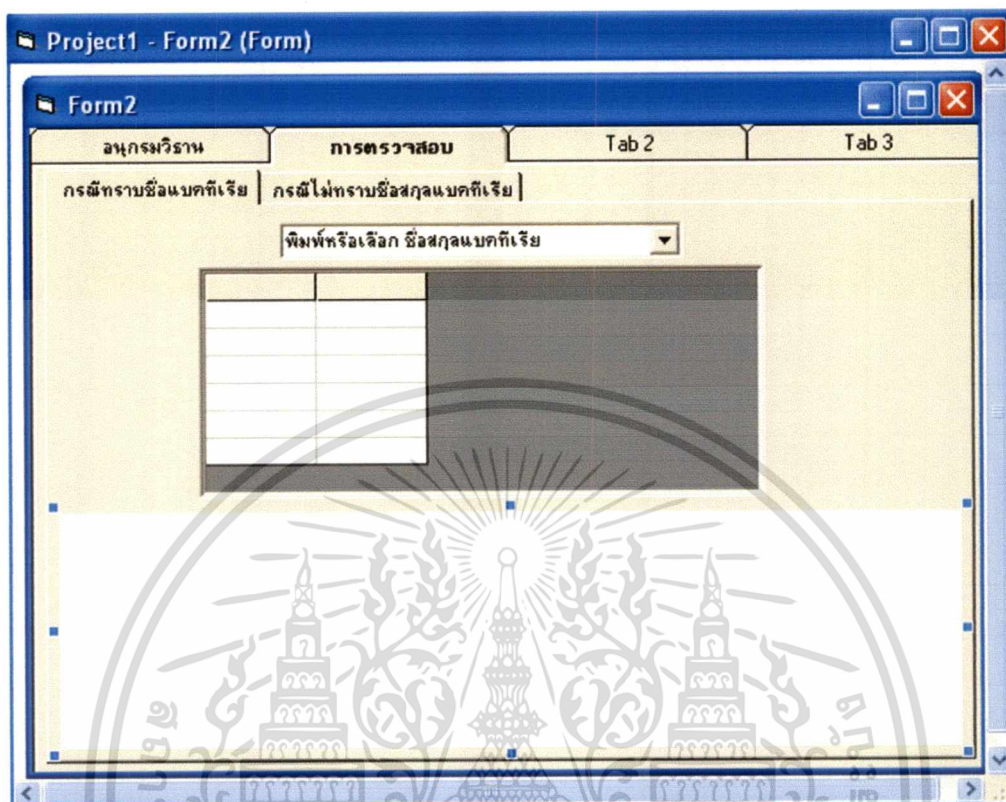 Project1 - Form2 (Form)
Form2
อนุกรมวิธาน
การตรวจสอบ
Tab 2
Tab 3
กรณีทราบชื่อแบคทีเรีย
กรณีไม่ทราบชื่อสกุลแบคทีเรีย
พิมพ์หรือเลือก ชื่อสกุลแบคทีเรีย